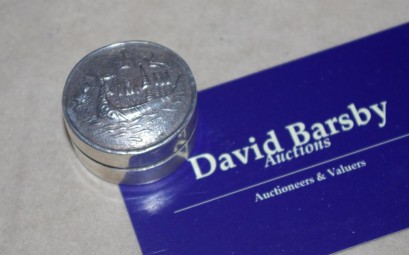 David Barsby
Auctions
Auctioneers & Valuers